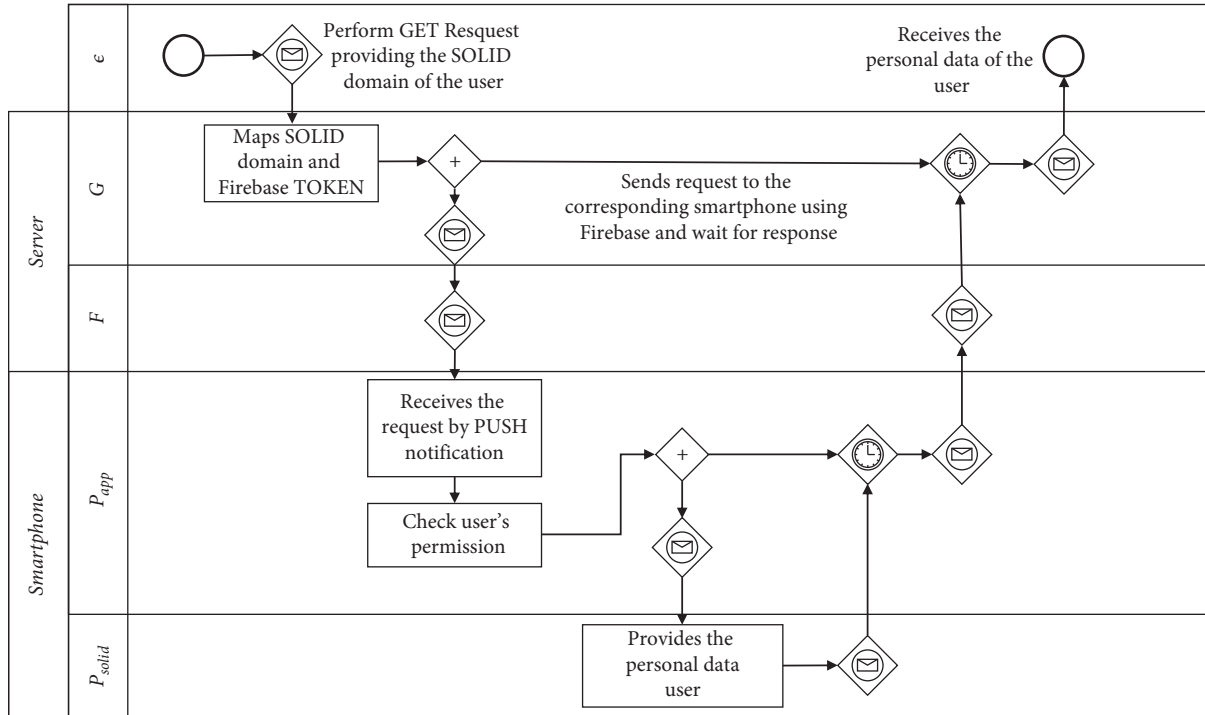 ϵ
Perform GET Resquest
providing the SOLID
domain of the user
Receives the
personal data of the
user
Server
G
Maps SOLID
domain and
Firebase TOKEN
+
Sends request to the
corresponding smartphone using
Firebase and wait for response
F
Smartphone
P_app
Receives the
request by PUSH
notification
Check user's
permission
+
P_solid
Provides the
personal data
user